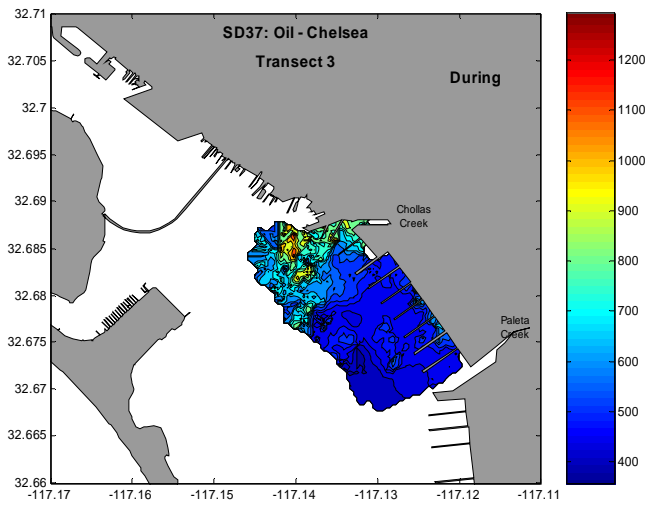 SD37: Oil - Chelsea
Transect 3
During
Chollas
Creek
Paleta
Creek
32.71
32.705
32.7
32.695
32.69
32.685
32.68
32.675
32.67
32.665
32.66
-117.17 -117.16 -117.15 -117.14 -117.13 -117.12 -117.11
1200
1100
1000
900
800
700
600
500
400